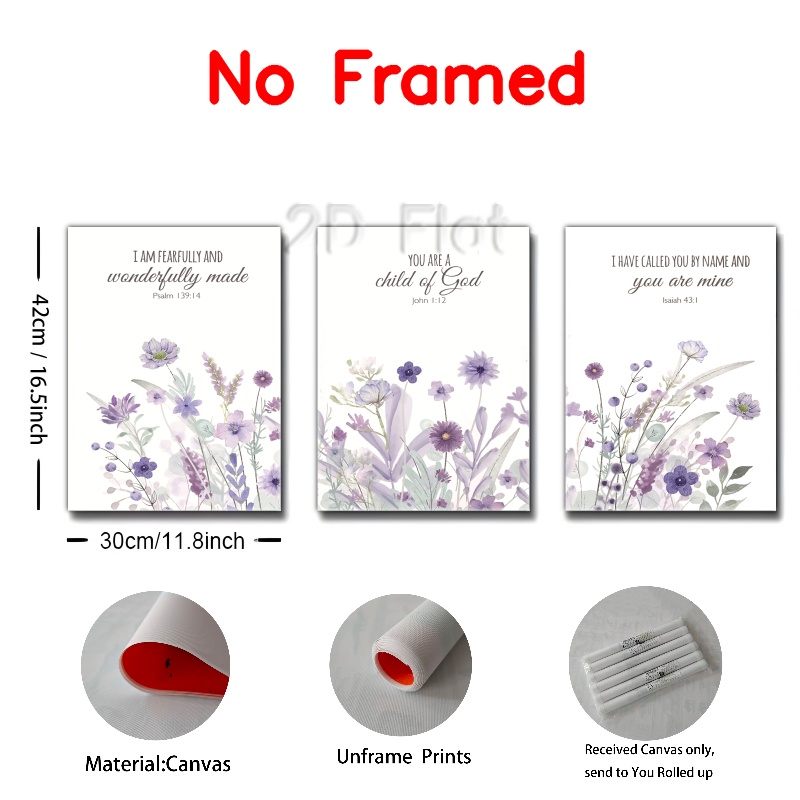 No Framed
2D Flat
I AM FEARFULLY AND
wonderfully made
Psalm 139:14
YOU ARE A
child of God
John 1:12
I HAVE CALLED YOU BY NAME AND
you are mine
Isaiah 43:1
42cm / 16.5inch
30cm/11.8inch
Material:Canvas
Unframe Prints
Received Canvas only,
send to You Rolled up